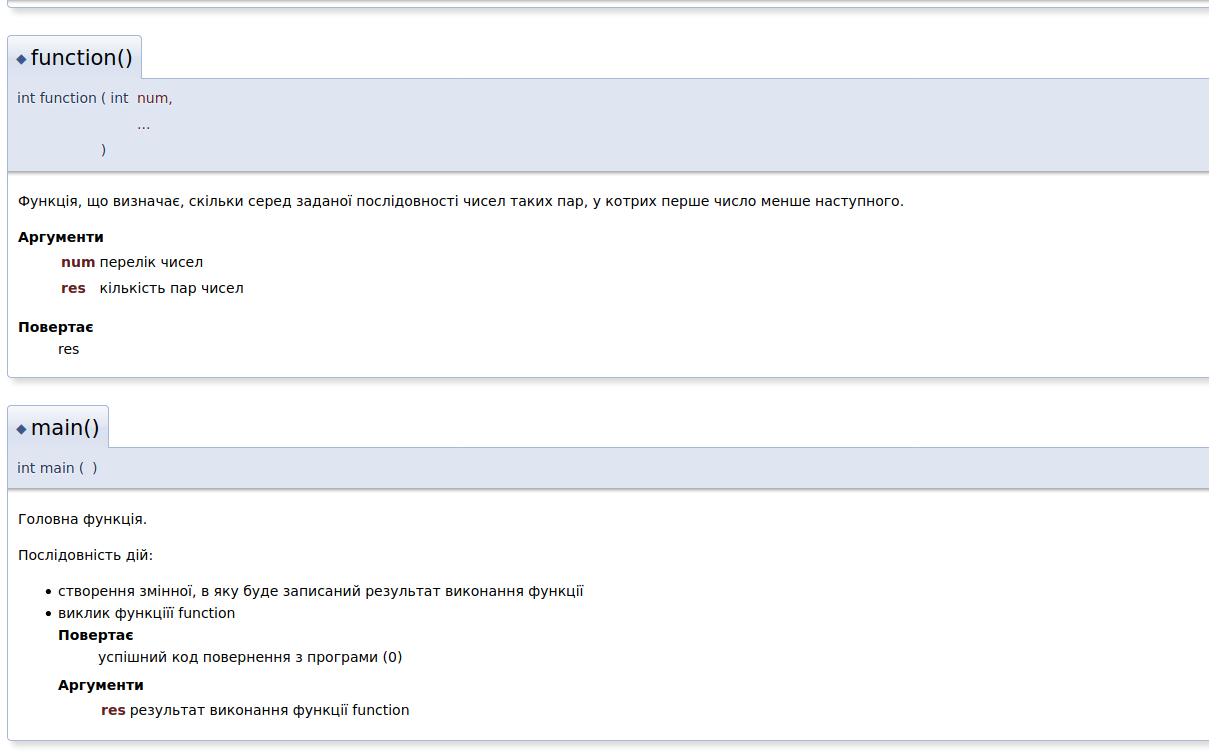 ◆ function()
int function ( int num,
...
)
Функція, що визначає, скільки серед заданої послідовності чисел таких пар, у котрих перше число менше наступного.
Аргументи
num перелік чисел
res кількість пар чисел
Повертає
res
◆ main()
int main ( )
Головна функція.
Послідовність дій:
• створення змінної, в яку буде записаний результат виконання функції
• виклик функціїї function
Повертає
успішний код повернення з програми (0)
Аргументи
res результат виконання функції function